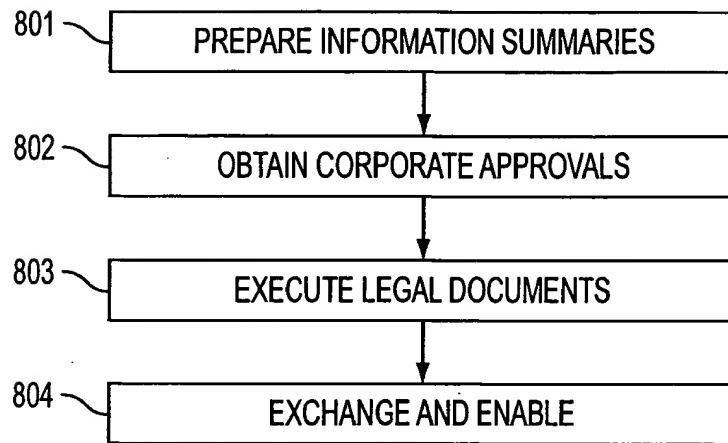 801 PREPARE INFORMATION SUMMARIES
802 OBTAIN CORPORATE APPROVALS
803 EXECUTE LEGAL DOCUMENTS
804 EXCHANGE AND ENABLE